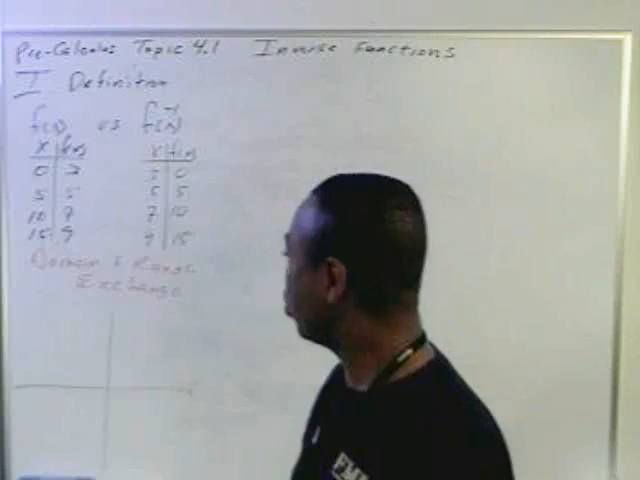 Pre-Calculus Topic 4.1 Inverse Functions
I Definition
f(x) vs f⁻¹(x)
x f(x) x f(x)
0 3 3 0
5 5 5 5
10 7 7 10
15 9 9 15
Domain & Range
Exchange